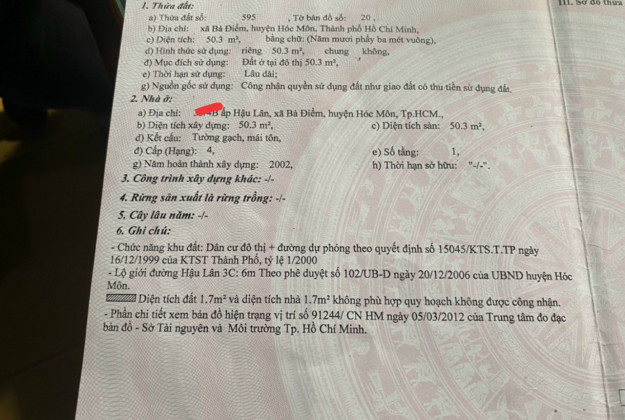 1. Thửa đất:
III. Sơ đồ thửa
a) Thửa đất số: 595 , Tờ bản đồ số: 20 ,
b) Địa chỉ: xã Bà Điểm, huyện Hóc Môn, Thành phố Hồ Chí Minh,
c) Diện tích: 50.3 m², bằng chữ: (Năm mươi phẩy ba mét vuông),
d) Hình thức sử dụng: riêng 50.3 m², chung không,
đ) Mục đích sử dụng: Đất ở tại đô thị 50.3 m²,
e) Thời hạn sử dụng: Lâu dài;
g) Nguồn gốc sử dụng: Công nhận quyền sử dụng đất như giao đất có thu tiền sử dụng đất.
2. Nhà ở:
a) Địa chỉ: 4B ấp Hậu Lân, xã Bà Điểm, huyện Hóc Môn, Tp.HCM.,
b) Diện tích xây dựng: 50.3 m², c) Diện tích sàn: 50.3 m²,
d) Kết cấu: Tường gạch, mái tôn,
đ) Cấp (Hạng): 4, e) Số tầng: 1,
g) Năm hoàn thành xây dựng: 2002, h) Thời hạn sở hữu: "-/-".
3. Công trình xây dựng khác: -/-
4. Rừng sản xuất là rừng trồng: -/-
5. Cây lâu năm: -/-
6. Ghi chú:
- Chức năng khu đất: Dân cư đô thị + đường dự phóng theo quyết định số 15045/KTS.T.TP ngày
16/12/1999 của KTST Thành Phố, tỷ lệ 1/2000
- Lộ giới đường Hậu Lân 3C: 6m Theo phê duyệt số 102/UB-D ngày 20/12/2006 của UBND huyện Hóc
Môn.
Diện tích đất 1.7m² và diện tích nhà 1.7m² không phù hợp quy hoạch không được công nhận.
- Phần chi tiết xem bản đồ hiện trạng vị trí số 91244/ CN HM ngày 05/03/2012 của Trung tâm đo đạc
bản đồ - Sở Tài nguyên và Môi trường Tp. Hồ Chí Minh.